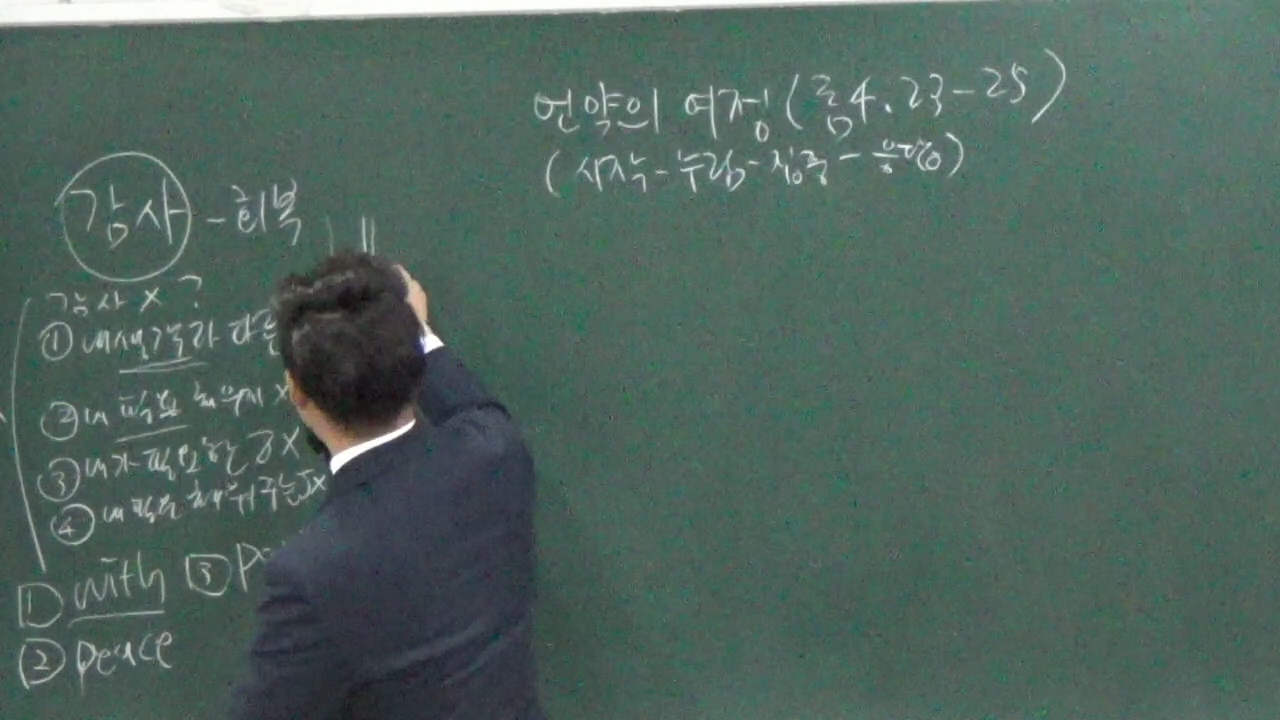 언약의 여정 (롬4:23-25)
(시작-누림-집중-응답)
감사 - 회복
감사 X ?
① 내 생각과 다른
② 내 필요 채우지 X
③ 내가 필요한 것 X
④ 내 필요 채워주는 X
① with ③
② peace